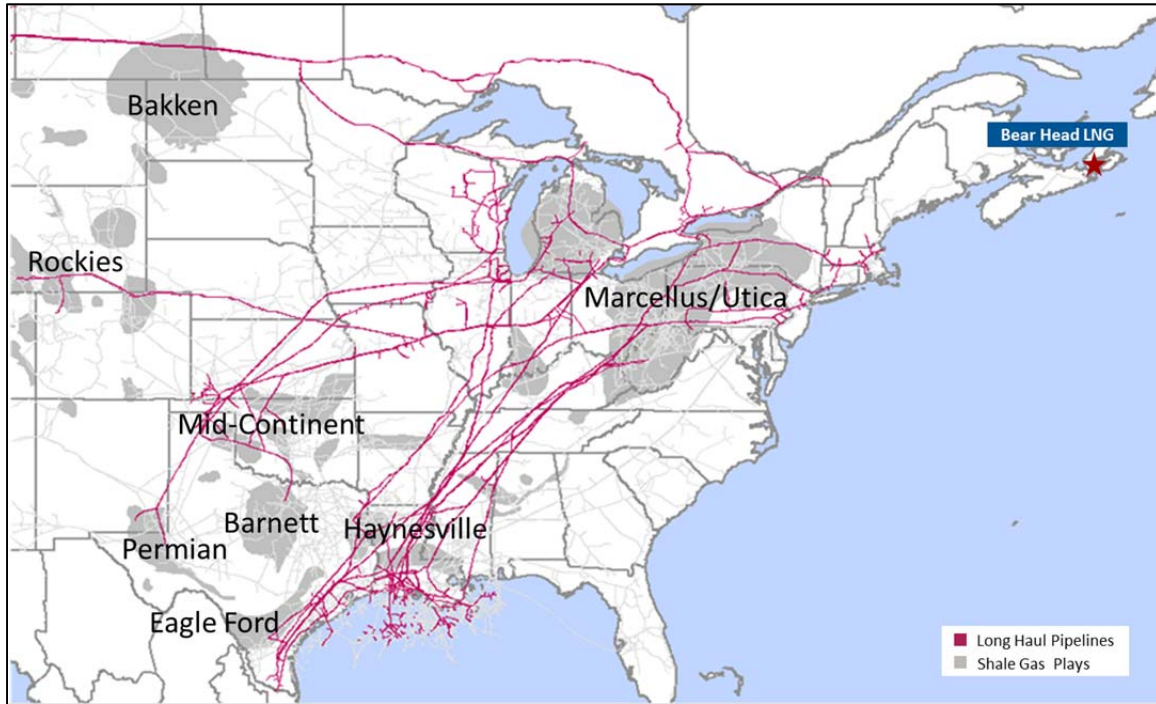 Bakken
Bear Head LNG
Rockies
Marcellus/Utica
Mid-Continent
Barnett
Haynesville
Permian
Eagle Ford
Long Haul Pipelines
Shale Gas Plays